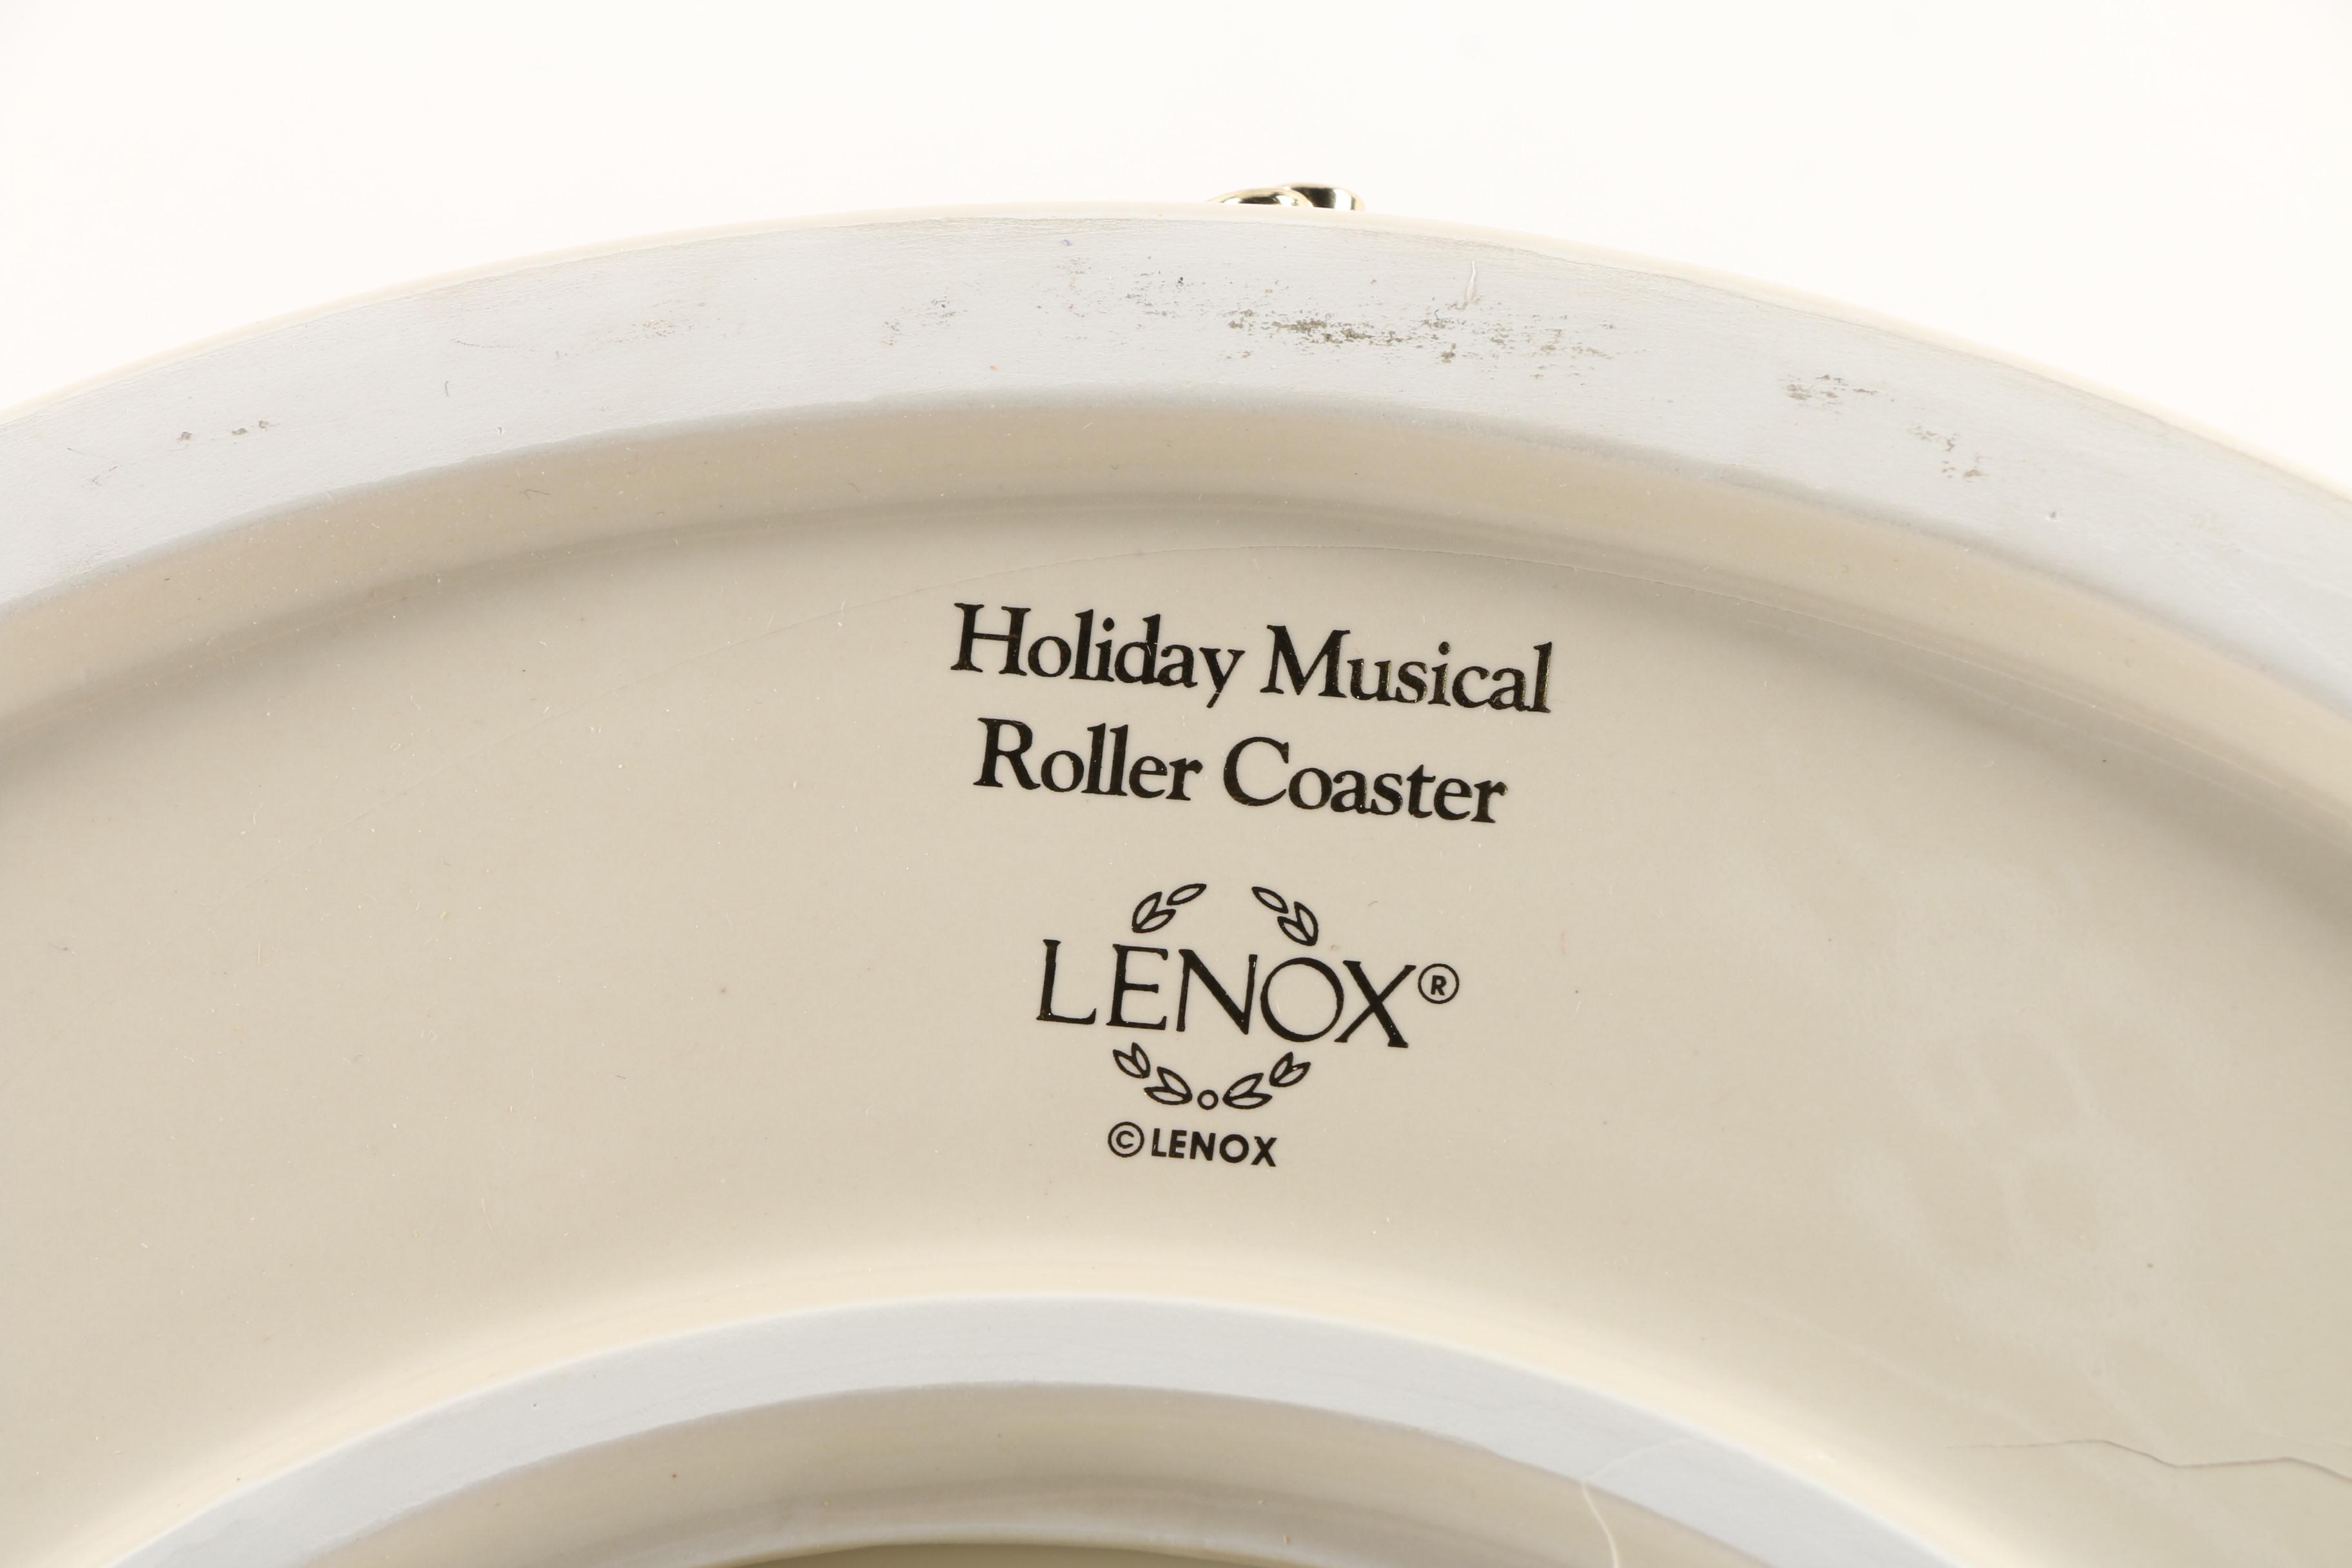 Holiday Musical
Roller Coaster
LENOX®
©LENOX